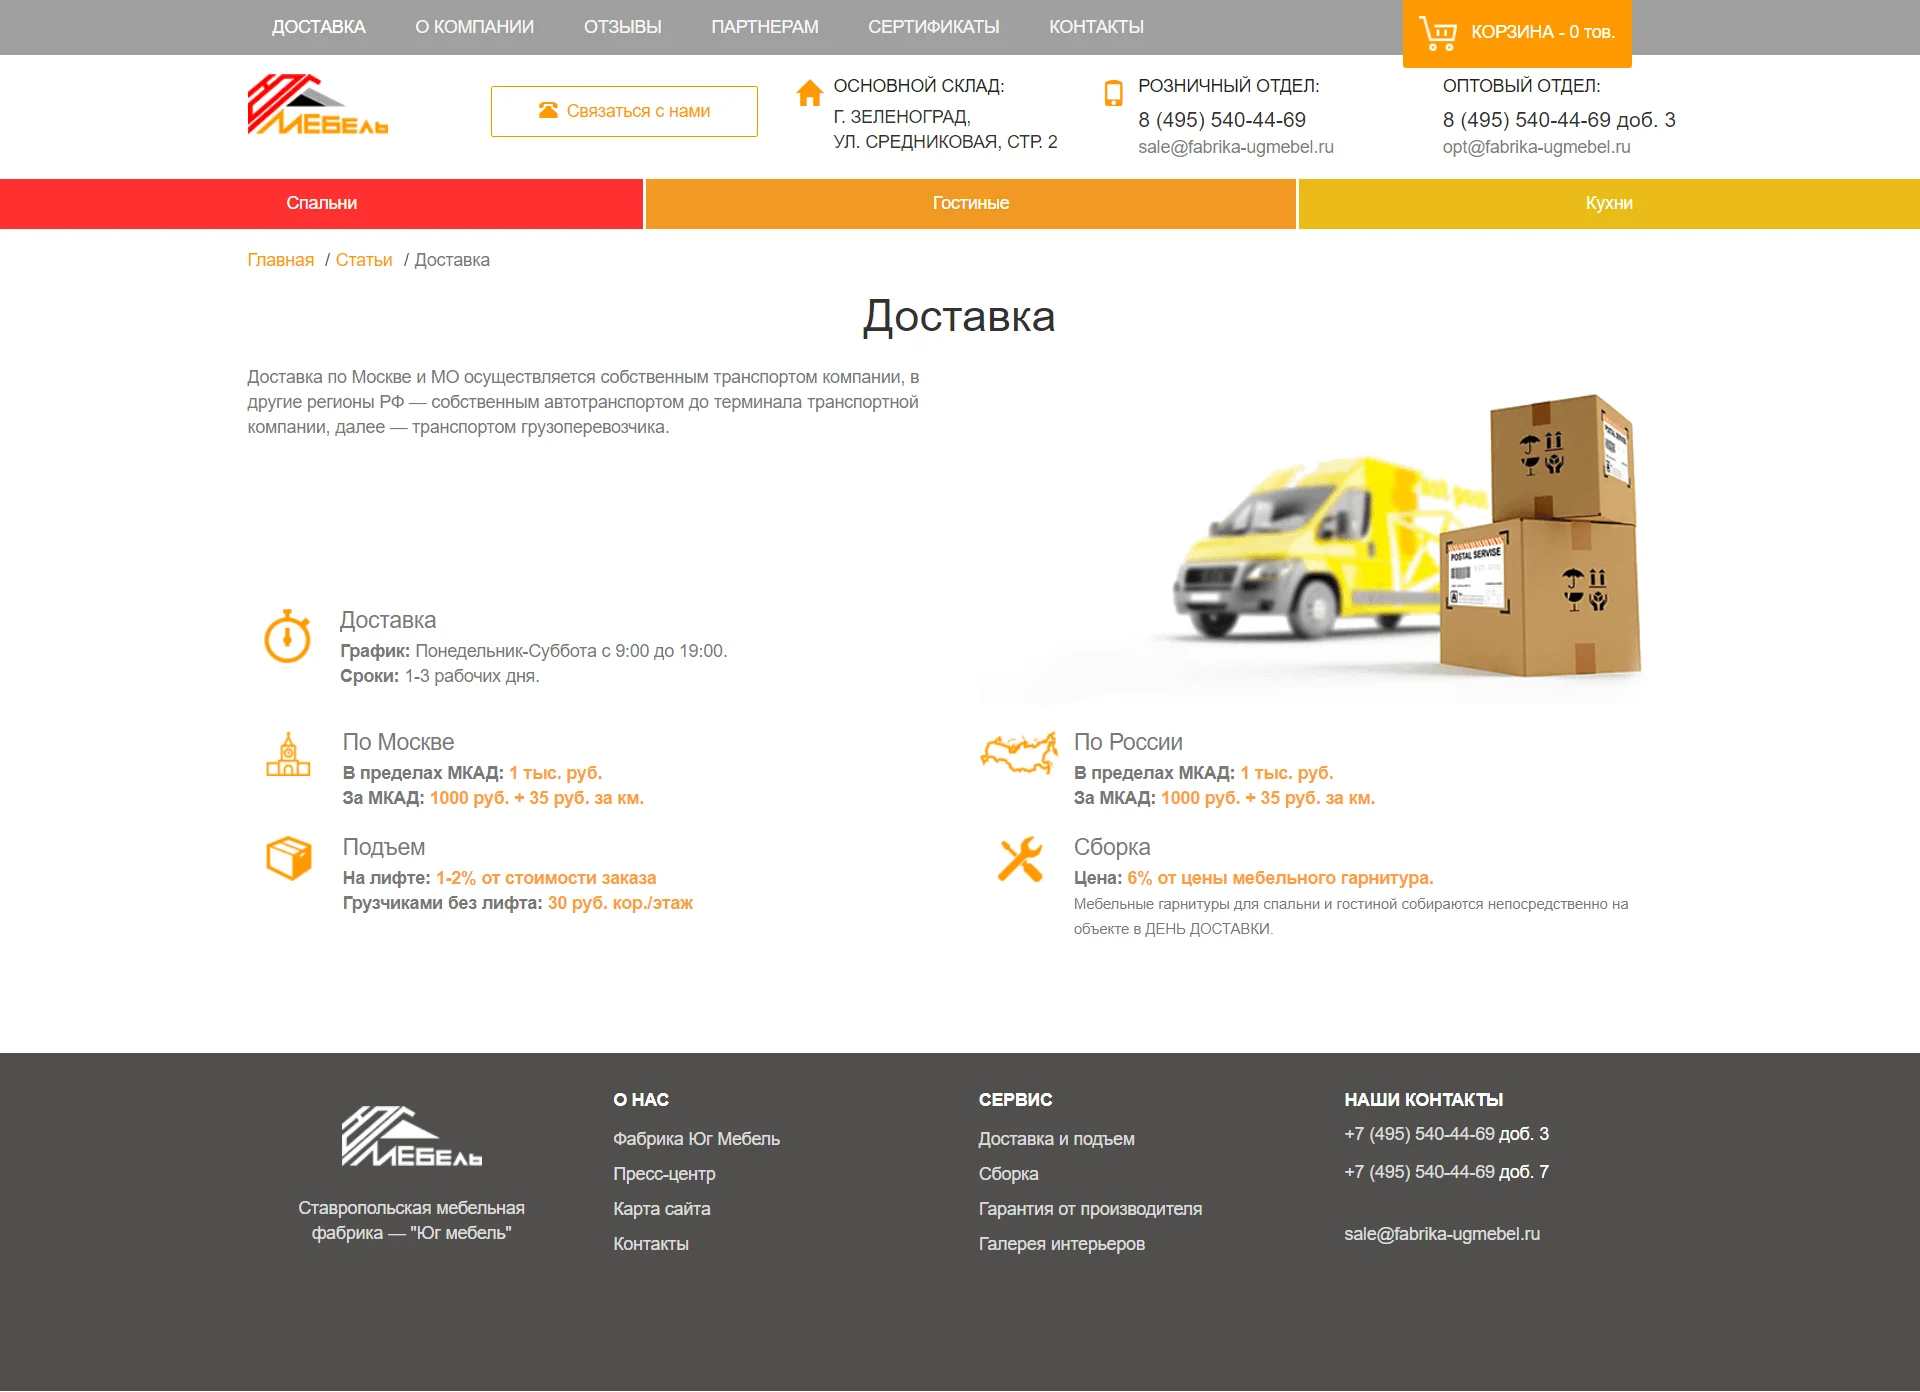 ДОСТАВКА О КОМПАНИИ ОТЗЫВЫ ПАРТНЕРАМ СЕРТИФИКАТЫ КОНТАКТЫ
КОРЗИНА - 0 тов.
МЕБЕЛЬ
Связаться с нами
ОСНОВНОЙ СКЛАД:
Г. ЗЕЛЕНОГРАД,
УЛ. СРЕДНИКОВАЯ, СТР. 2
РОЗНИЧНЫЙ ОТДЕЛ:
8 (495) 540-44-69
sale@fabrika-ugmebel.ru
ОПТОВЫЙ ОТДЕЛ:
8 (495) 540-44-69 доб. 3
opt@fabrika-ugmebel.ru
Спальни
Гостиные
Кухни
Главная / Статьи / Доставка
Доставка
Доставка по Москве и МО осуществляется собственным транспортом компании, в
другие регионы РФ — собственным автотранспортом до терминала транспортной
компании, далее — транспортом грузоперевозчика.
POSTAL SERVISE
POSTAL SERVISE
Доставка
График: Понедельник-Суббота с 9:00 до 19:00.
Сроки: 1-3 рабочих дня.
По Москве
В пределах МКАД: 1 тыс. руб.
За МКАД: 1000 руб. + 35 руб. за км.
По России
В пределах МКАД: 1 тыс. руб.
За МКАД: 1000 руб. + 35 руб. за км.
Подъем
На лифте: 1-2% от стоимости заказа
Грузчиками без лифта: 30 руб. кор./этаж
Сборка
Цена: 6% от цены мебельного гарнитура.
Мебельные гарнитуры для спальни и гостиной собираются непосредственно на
объекте в ДЕНЬ ДОСТАВКИ.
МЕБЕЛЬ
Ставропольская мебельная
фабрика — "Юг мебель"
О НАС
Фабрика Юг Мебель
Пресс-центр
Карта сайта
Контакты
СЕРВИС
Доставка и подъем
Сборка
Гарантия от производителя
Галерея интерьеров
НАШИ КОНТАКТЫ
+7 (495) 540-44-69 доб. 3
+7 (495) 540-44-69 доб. 7
sale@fabrika-ugmebel.ru